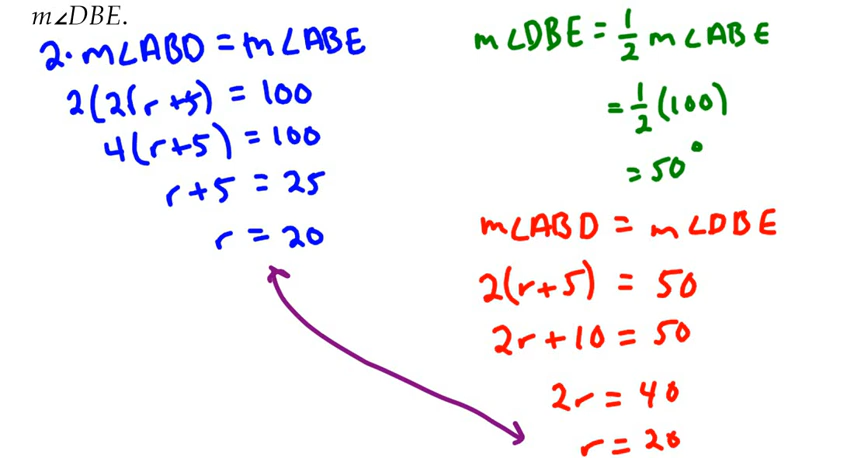 m∠DBE.
2·m∠ABD = m∠ABE
2(2(r+5) = 100
4(r+5) = 100
r+5 = 25
r = 20
m∠DBE = 1/2 m∠ABE
= 1/2 (100)
= 50°
m∠ABD = m∠DBE
2(r+5) = 50
2r+10 = 50
2r = 40
r = 20